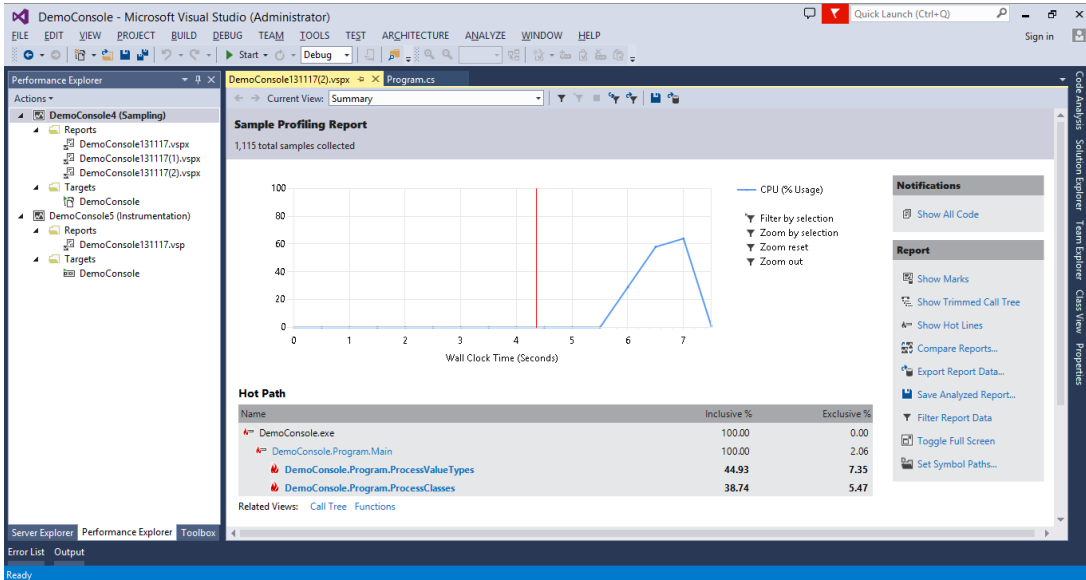 DemoConsole - Microsoft Visual Studio (Administrator)
Quick Launch (Ctrl+Q)
FILE EDIT VIEW PROJECT BUILD DEBUG TEAM TOOLS TEST ARCHITECTURE ANALYZE WINDOW HELP
Sign in
Start Debug
Performance Explorer
Actions
DemoConsole4 (Sampling)
Reports
DemoConsole131117.vspx
DemoConsole131117(1).vspx
DemoConsole131117(2).vspx
Targets
DemoConsole
DemoConsole5 (Instrumentation)
Reports
DemoConsole131117.vsp
Targets
DemoConsole
Server Explorer Performance Explorer Toolbox
DemoConsole131117(2).vspx Program.cs
Current View: Summary
Sample Profiling Report
1,115 total samples collected
100
80
60
40
20
0
0 1 2 3 4 5 6 7
Wall Clock Time (Seconds)
CPU (% Usage)
Filter by selection
Zoom by selection
Zoom reset
Zoom out
Hot Path
Name Inclusive % Exclusive %
DemoConsole.exe 100.00 0.00
DemoConsole.Program.Main 100.00 2.06
DemoConsole.Program.ProcessValueTypes 44.93 7.35
DemoConsole.Program.ProcessClasses 38.74 5.47
Related Views: Call Tree Functions
Notifications
Show All Code
Report
Show Marks
Show Trimmed Call Tree
Show Hot Lines
Compare Reports...
Export Report Data...
Save Analyzed Report...
Filter Report Data
Toggle Full Screen
Set Symbol Paths...
Code Analysis
Solution Explorer
Team Explorer
Class View
Properties
Error List Output
Ready